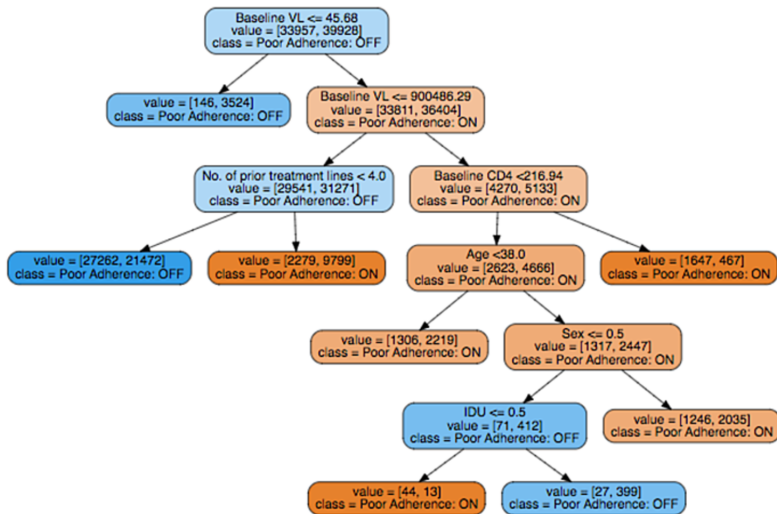 Baseline VL <= 45.68
value = [33957, 39928]
class = Poor Adherence: OFF
value = [146, 3524]
class = Poor Adherence: OFF
Baseline VL <= 900486.29
value = [33811, 36404]
class = Poor Adherence: ON
No. of prior treatment lines < 4.0
value = [29541, 31271]
class = Poor Adherence: OFF
Baseline CD4 <216.94
value = [4270, 5133]
class = Poor Adherence: ON
value = [27262, 21472]
class = Poor Adherence: OFF
value = [2279, 9799]
class = Poor Adherence: ON
Age <38.0
value = [2623, 4666]
class = Poor Adherence: ON
value = [1647, 467]
class = Poor Adherence: ON
value = [1306, 2219]
class = Poor Adherence: ON
Sex <= 0.5
value = [1317, 2447]
class = Poor Adherence: ON
IDU <= 0.5
value = [71, 412]
class = Poor Adherence: OFF
value = [1246, 2035]
class = Poor Adherence: ON
value = [44, 13]
class = Poor Adherence: ON
value = [27, 399]
class = Poor Adherence: OFF